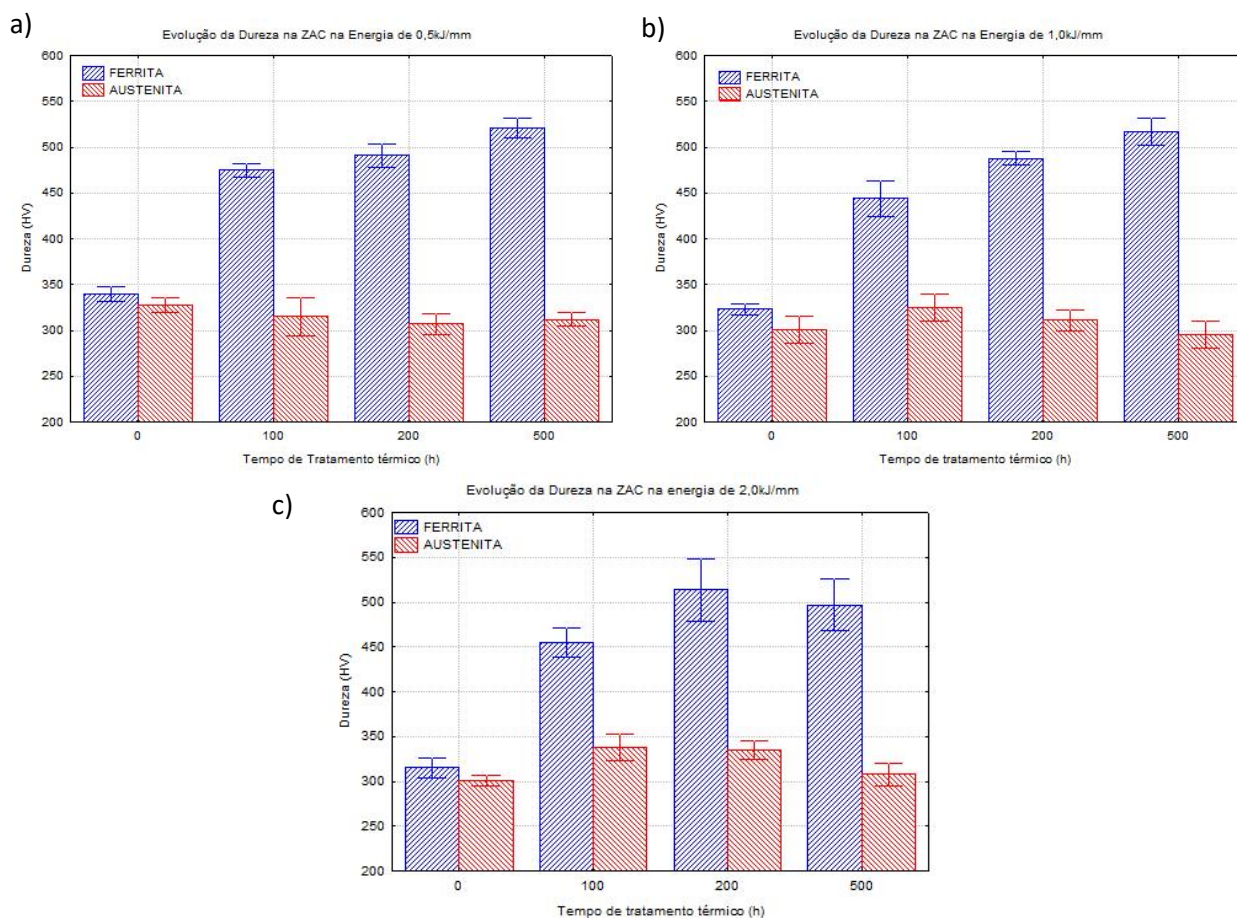 a)
Evolução da Dureza na ZAC na Energia de 0,5kJ/mm
600
550
500
450
400
350
300
250
200
Dureza (HV)
FERRITA
AUSTENITA
0 100 200 500
Tempo de Tratamento térmico (h)
b)
Evolução da Dureza na ZAC na Energia de 1,0kJ/mm
600
550
500
450
400
350
300
250
200
Dureza (HV)
FERRITA
AUSTENITA
0 100 200 500
Tempo de tratamento térmico (h)
c)
Evolução da Dureza na ZAC na energia de 2,0kJ/mm
600
550
500
450
400
350
300
250
200
Dureza (HV)
FERRITA
AUSTENITA
0 100 200 500
Tempo de tratamento térmico (h)